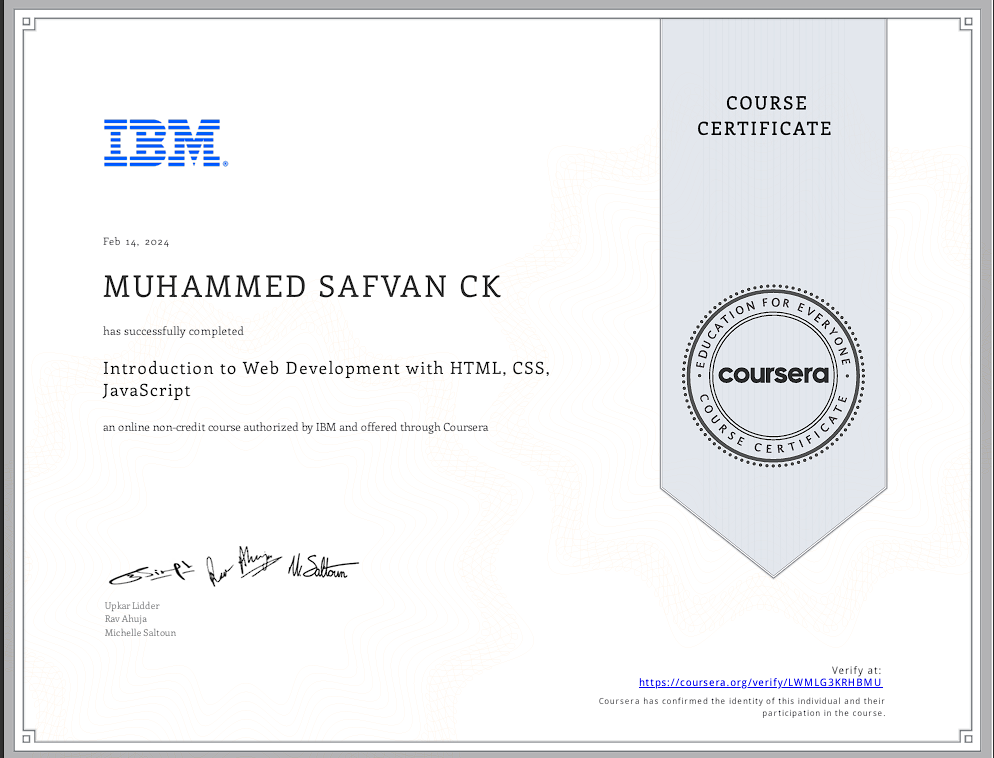 COURSE
CERTIFICATE
IBM®
Feb 14, 2024
MUHAMMED SAFVAN CK
has successfully completed
Introduction to Web Development with HTML, CSS,
JavaScript
an online non-credit course authorized by IBM and offered through Coursera
EDUCATION FOR EVERYONE
coursera
COURSE CERTIFICATE
Upkar Lidder
Rav Ahuja
Michelle Saltoun
Verify at:
https://coursera.org/verify/LWMLG3KRHBMU
Coursera has confirmed the identity of this individual and their
participation in the course.